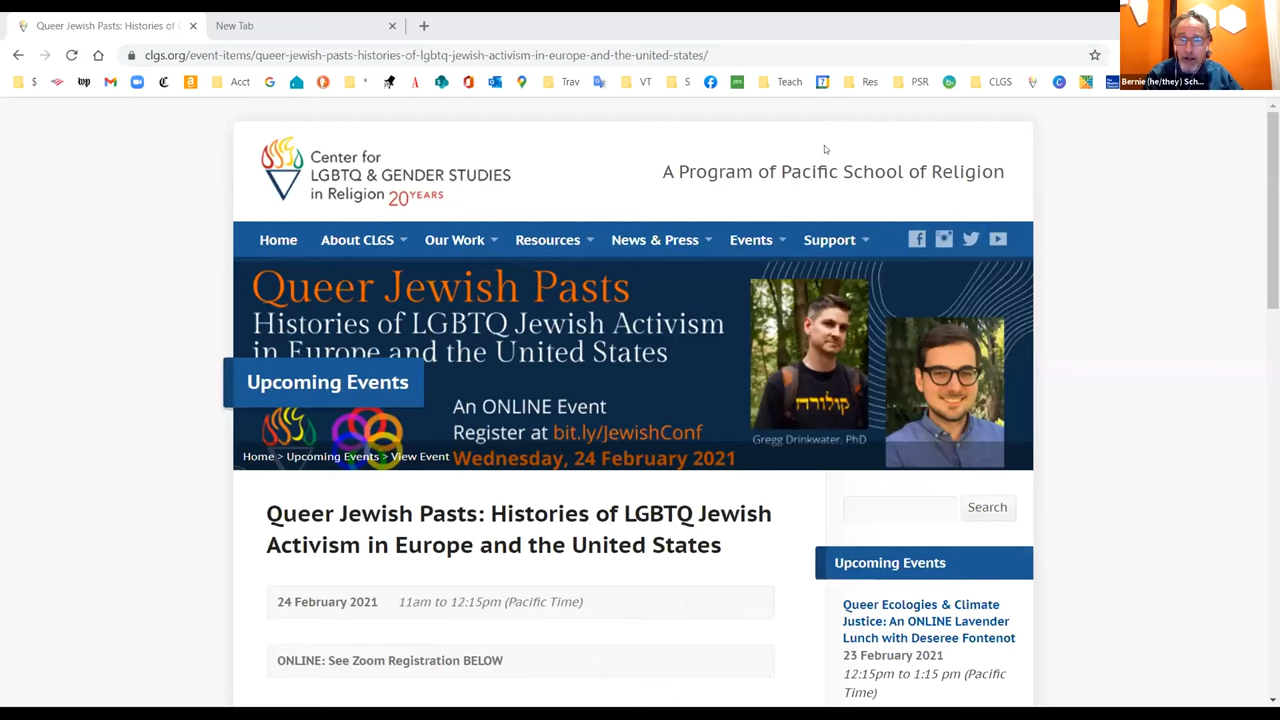 Queer Jewish Pasts: Histories of L
New Tab
clgs.org/event-items/queer-jewish-pasts-histories-of-lgbtq-jewish-activism-in-europe-and-the-united-states/
$
Acct
*
Trav
VT
S
Teach
Res
PSR
CLGS
Bernie (he/they) Sch...
Center for
LGBTQ & GENDER STUDIES
in Religion 20 YEARS
A Program of Pacific School of Religion
Home
About CLGS
Our Work
Resources
News & Press
Events
Support
Queer Jewish Pasts
Histories of LGBTQ Jewish Activism
in Europe and the United States
Upcoming Events
An ONLINE Event
Register at bit.ly/JewishConf
Wednesday, 24 February 2021
קולורה
Gregg Drinkwater, PhD
Home > Upcoming Events > View Event
Queer Jewish Pasts: Histories of LGBTQ Jewish
Activism in Europe and the United States
24 February 2021 11am to 12:15pm (Pacific Time)
ONLINE: See Zoom Registration BELOW
Search
Upcoming Events
Queer Ecologies & Climate
Justice: An ONLINE Lavender
Lunch with Deseree Fontenot
23 February 2021
12:15pm to 1:15 pm (Pacific
Time)